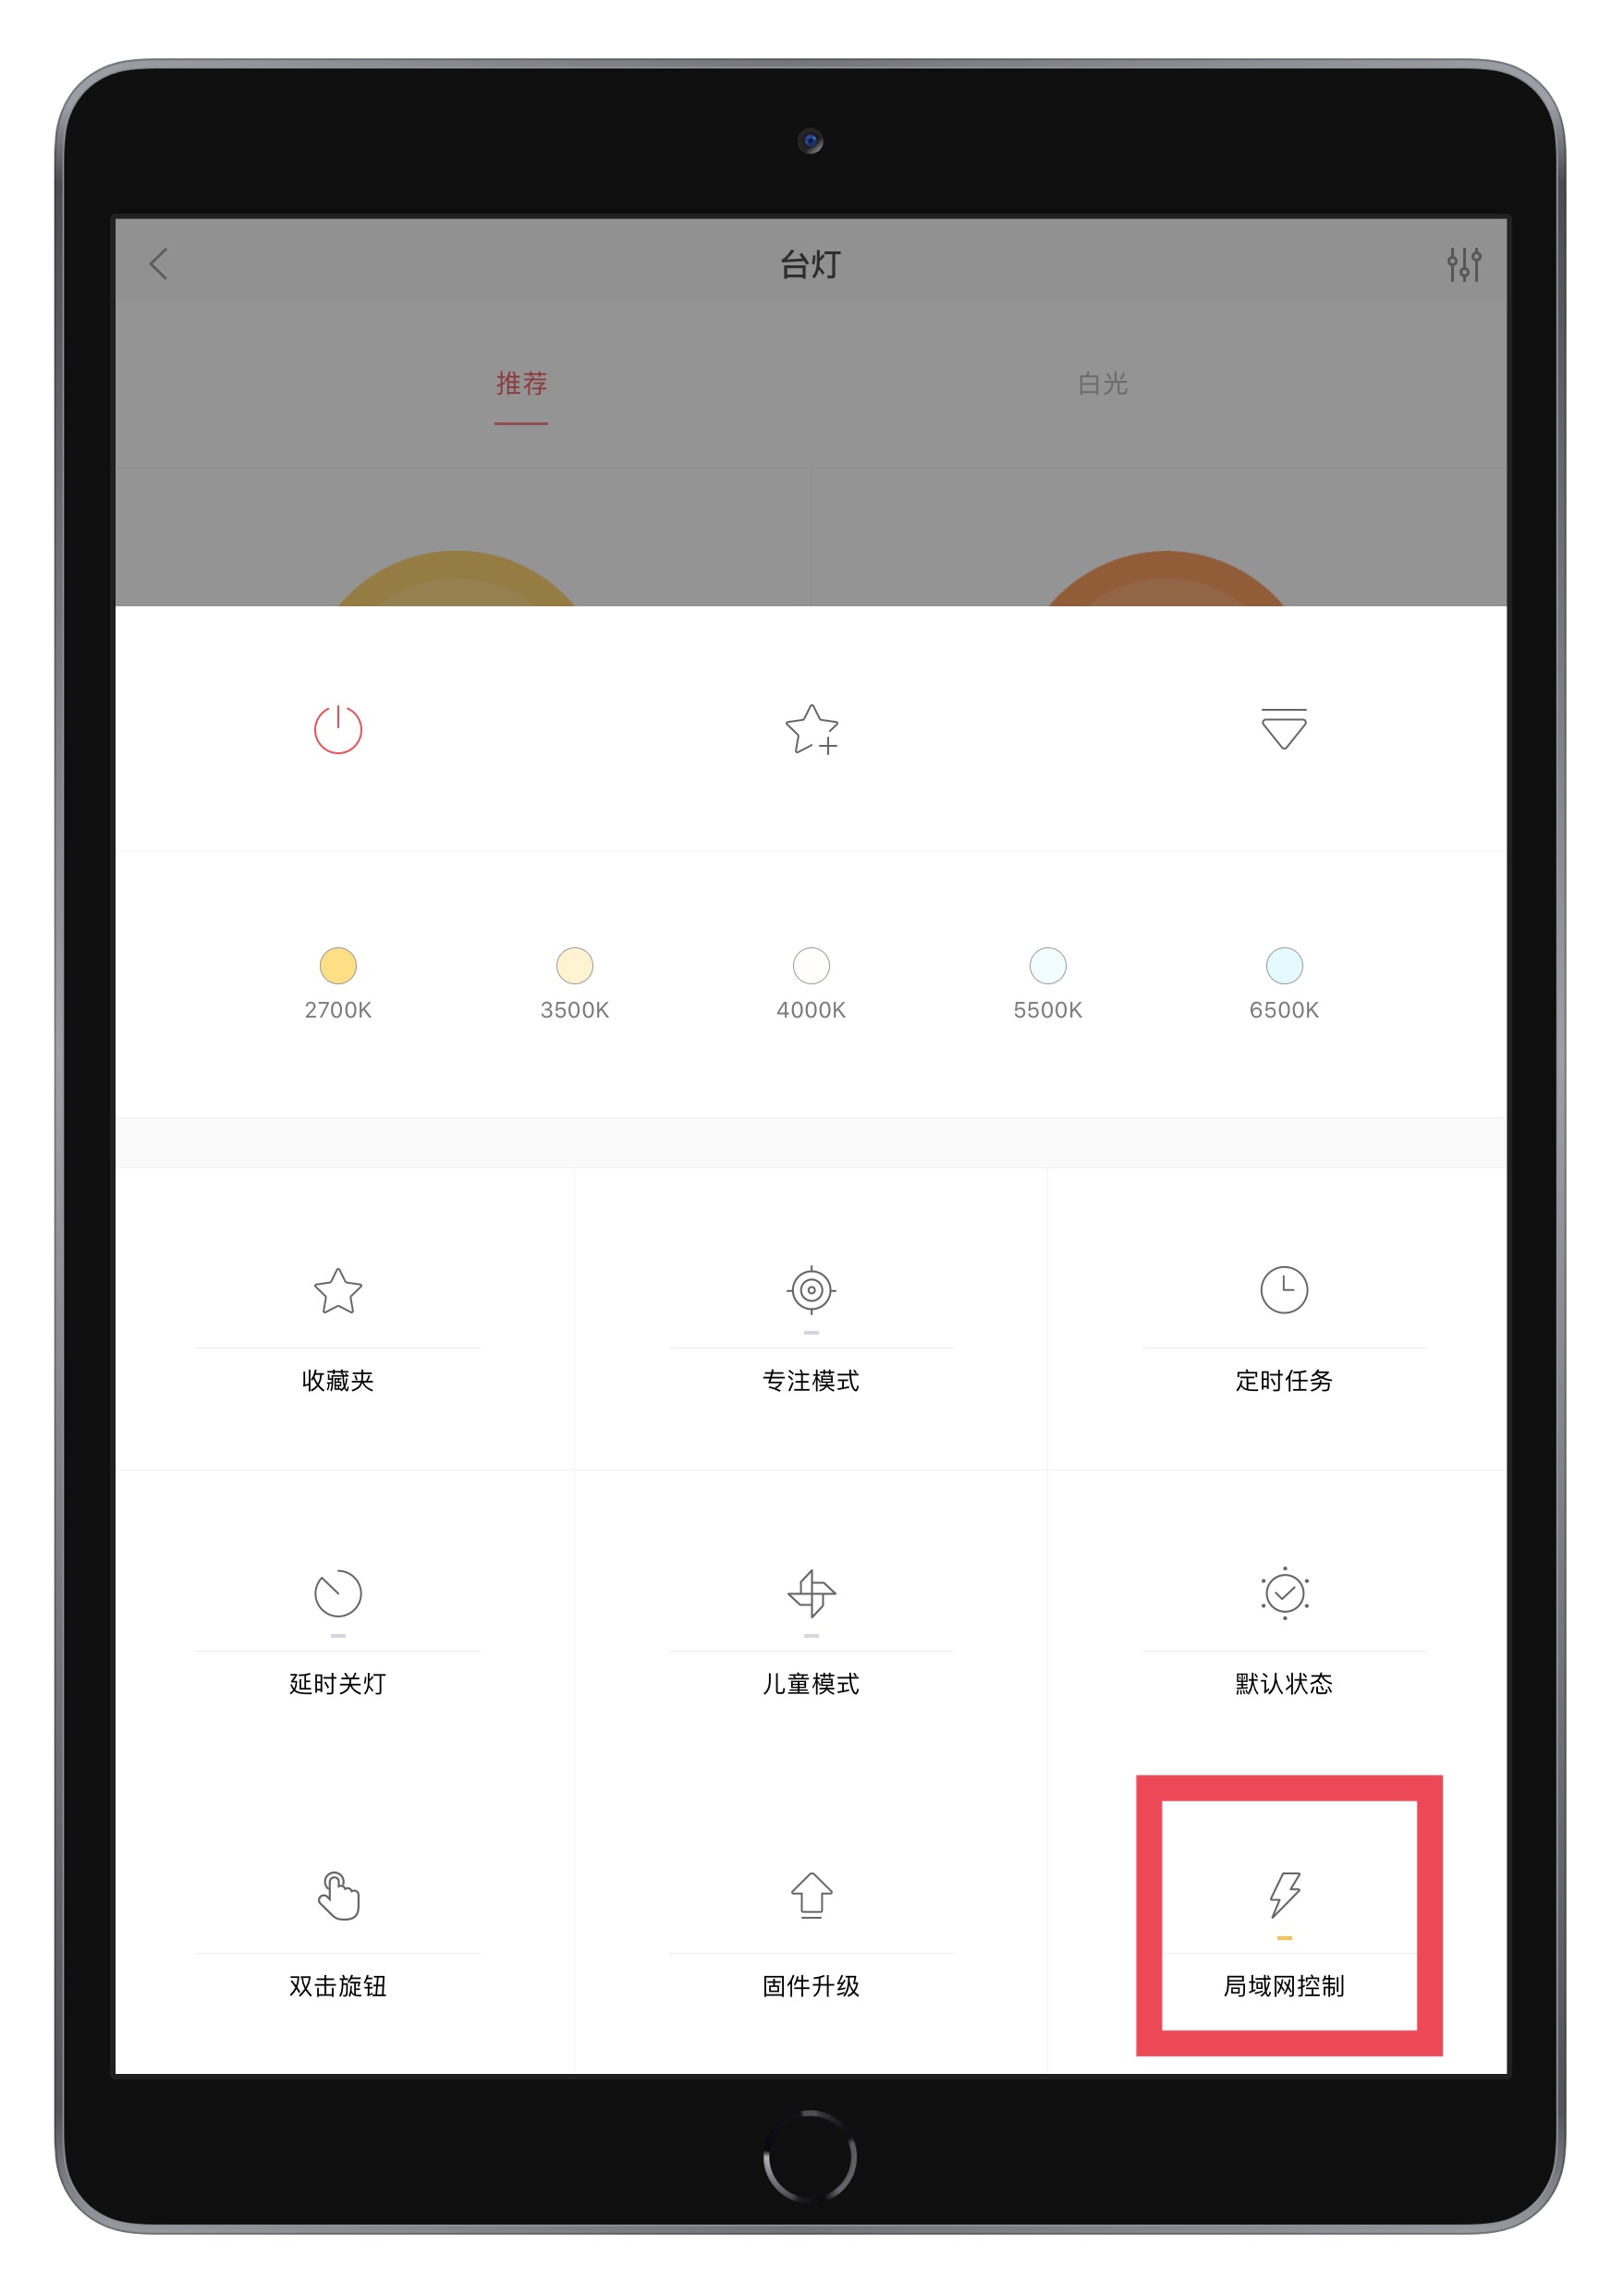 台灯
推荐 白光
2700K 3500K 4000K 5500K 6500K
收藏夹 专注模式 定时任务
延时关灯 儿童模式 默认状态
双击旋钮 固件升级 局域网控制